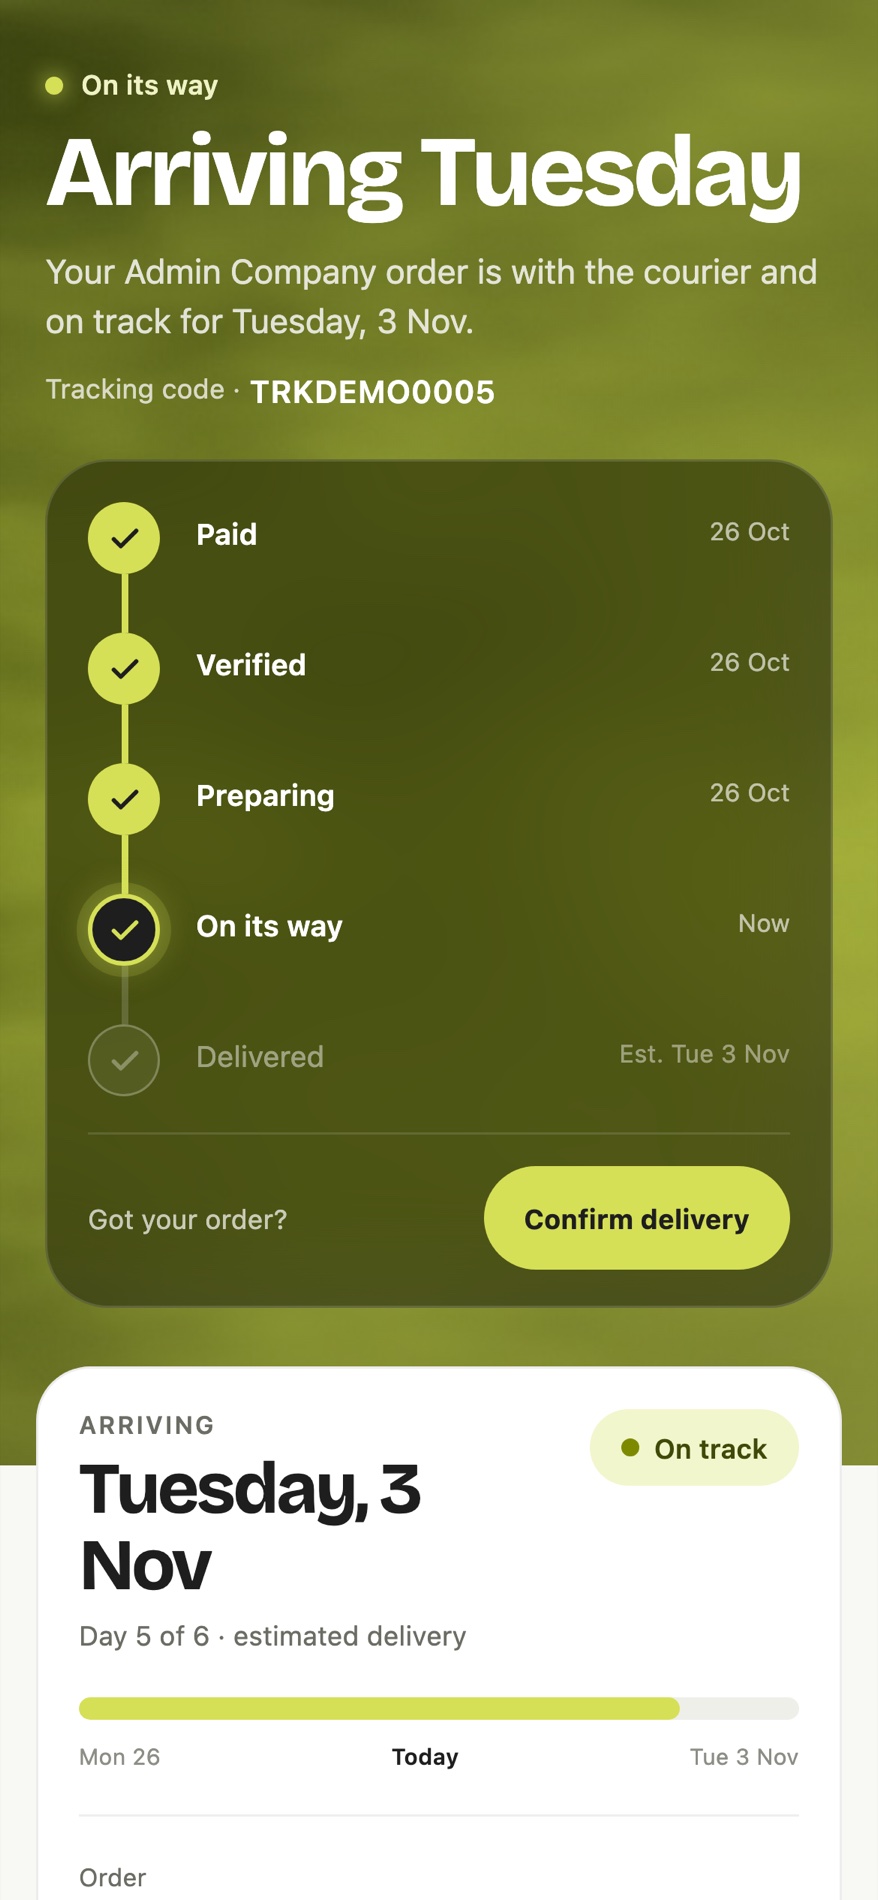 On its way
Arriving Tuesday
Your Admin Company order is with the courier and
on track for Tuesday, 3 Nov.
Tracking code · TRKDEMO0005
Paid 26 Oct
Verified 26 Oct
Preparing 26 Oct
On its way Now
Delivered Est. Tue 3 Nov
Got your order? Confirm delivery
ARRIVING
On track
Tuesday, 3
Nov
Day 5 of 6 · estimated delivery
Mon 26 Today Tue 3 Nov
Order